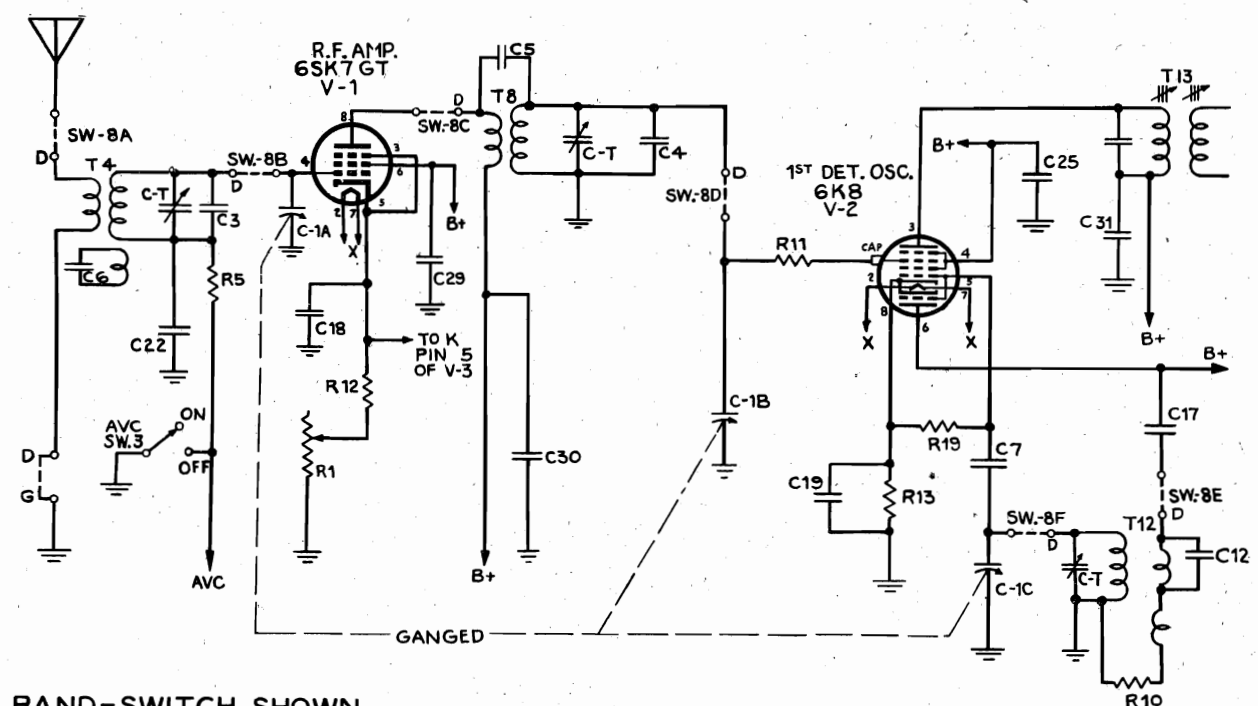 R.F. AMP.
6SK7GT
V-1
C5
T8
T13
8
D
SW.-8C
SW-8A
D
T4
SW.-8B
D
C-T
C3
4
3
6
5
2
7
X
C-1A
B+
C-T
C4
D
SW.-8D
1ST DET. OSC.
6K8
V-2
B+
C25
3
C31
C6
R5
C29
R11
CAP
4
2
5
7
8
6
X
X
B+
B+
C22
C18
TO K
PIN 5
OF V-3
R12
C-1B
C17
AVC
SW.3
ON
OFF
R1
C30
R19
C7
D
G
C19
R13
SW.-8E
D
SW.-8F
D
T12
C12
C-T
AVC
B+
C-1C
GANGED
R10
BAND-SWITCH SHOWN